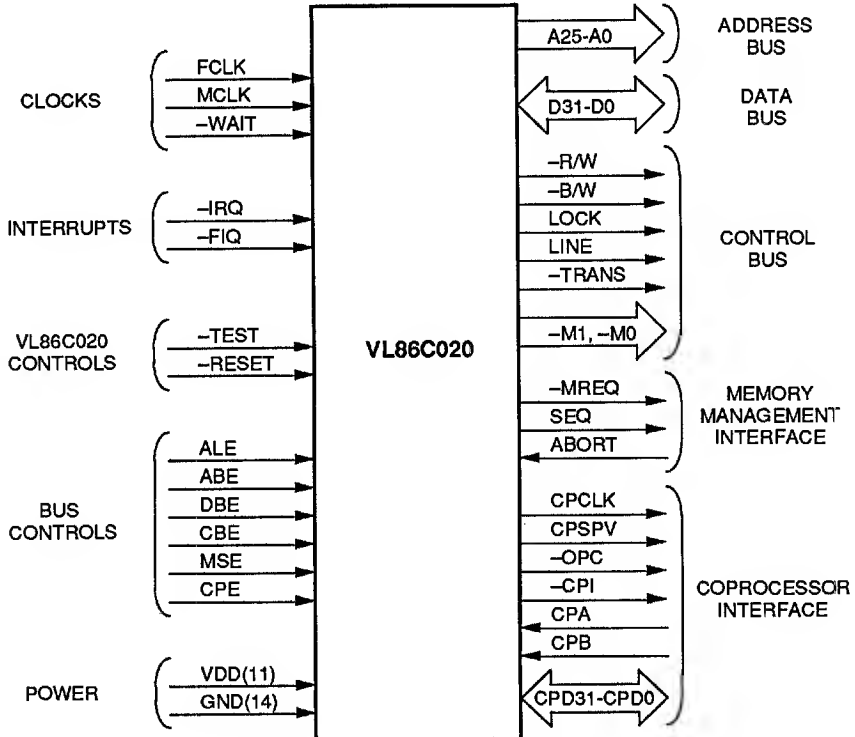 CLOCKS
FCLK
MCLK
–WAIT
INTERRUPTS
–IRQ
–FIQ
VL86C020
CONTROLS
–TEST
–RESET
BUS
CONTROLS
ALE
ABE
DBE
CBE
MSE
CPE
POWER
VDD(11)
GND(14)
VL86C020
A25-A0
ADDRESS
BUS
D31-D0
DATA
BUS
–R/W
–B/W
LOCK
LINE
–TRANS
–M1, –M0
CONTROL
BUS
–MREQ
SEQ
ABORT
MEMORY
MANAGEMENT
INTERFACE
CPCLK
CPSPV
–OPC
–CPI
CPA
CPB
CPD31-CPD0
COPROCESSOR
INTERFACE